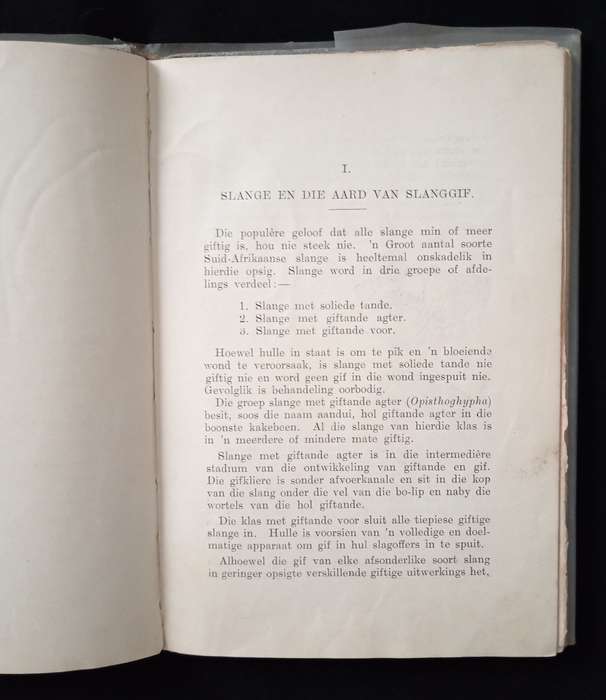 I.
SLANGE EN DIE AARD VAN SLANGGIF.
Die populêre geloof dat alle slange min of meer
giftig is, hou nie steek nie. 'n Groot aantal soorte
Suid-Afrikaanse slange is heeltemal onskadelik in
hierdie opsig. Slange word in drie groepe of afde-
lings verdeel:—
1. Slange met soliede tande.
2. Slange met giftande agter.
3. Slange met giftande voor.
Hoewel hulle in staat is om te pik en 'n bloeiende
wond te veroorsaak, is slange met soliede tande nie
giftig nie en word geen gif in die wond ingespuit nie.
Gevolglik is behandeling oorbodig.
Die groep slange met giftande agter (Opisthoghypha)
besit, soos die naam aandui, hol giftande agter in die
boonste kakebeen. Al die slange van hierdie klas is
in 'n meerdere of mindere mate giftig.
Slange met giftande agter is in die intermediêre
stadium van die ontwikkeling van giftande en gif.
Die gifkliere is sonder afvoerkanale en sit in die kop
van die slang onder die vel van die bo-lip en naby die
wortels van die hol giftande.
Die klas met giftande voor sluit alle tiepiese giftige
slange in. Hulle is voorsien van 'n volledige en doel-
matige apparaat om gif in hul slagoffers in te spuit.
Alhoewel die gif van elke afsonderlike soort slang
in geringer opsigte verskillende giftige uitwerkings het,